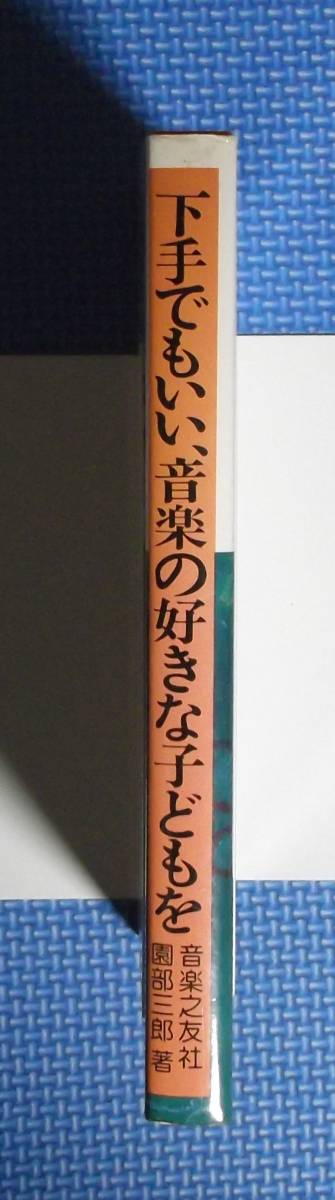 下手でもいい、音楽の好きな子どもを
音楽之友社
園部三郎 著